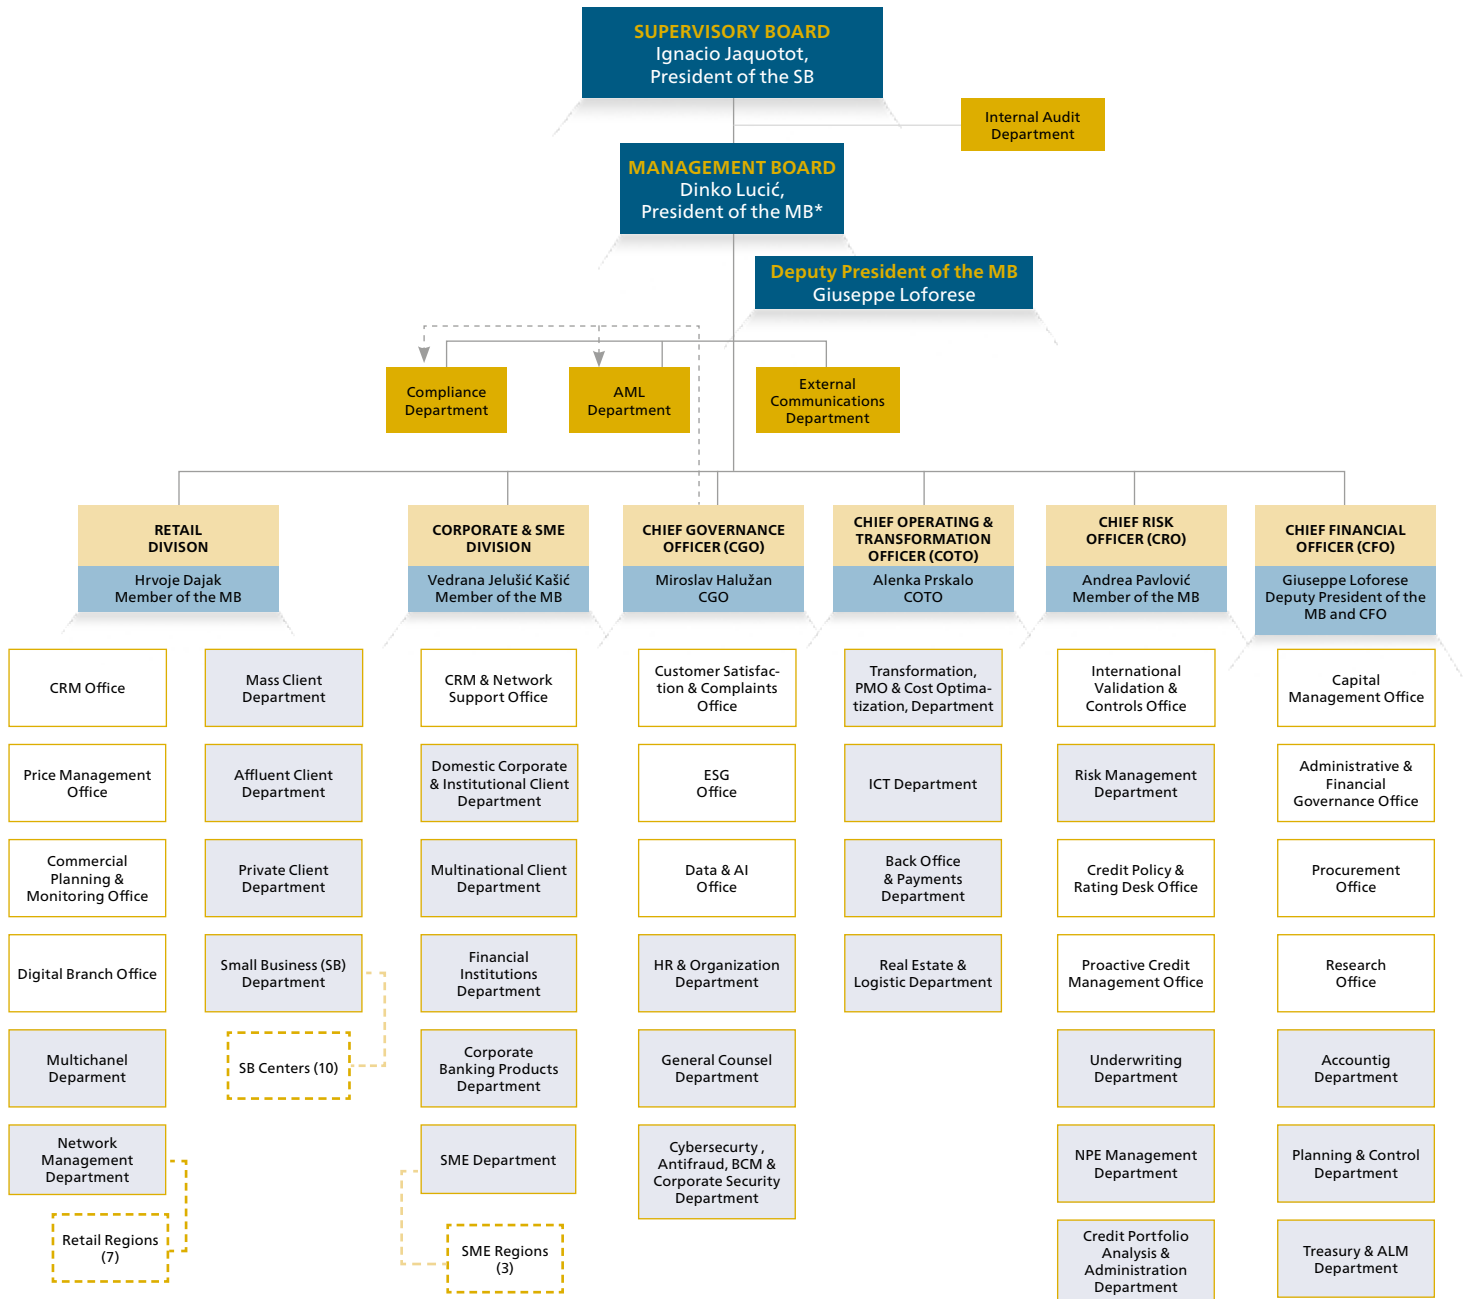 SUPERVISORY BOARD
Ignacio Jaquotot,
President of the SB
Internal Audit
Department
MANAGEMENT BOARD
Dinko Lucić,
President of the MB*
Deputy President of the MB
Giuseppe Loforese
Compliance
Department
AML
Department
External
Communications
Department
RETAIL
DIVISON
Hrvoje Dajak
Member of the MB
CORPORATE & SME
DIVISION
Vedrana Jelušić Kašić
Member of the MB
CHIEF GOVERNANCE
OFFICER (CGO)
Miroslav Halužan
CGO
CHIEF OPERATING &
TRANSFORMATION
OFFICER (COTO)
Alenka Prskalo
COTO
CHIEF RISK
OFFICER (CRO)
Andrea Pavlović
Member of the MB
CHIEF FINANCIAL
OFFICER (CFO)
Giuseppe Loforese
Deputy President of the
MB and CFO
CRM Office
Price Management
Office
Commercial
Planning &
Monitoring Office
Digital Branch Office
Multichanel
Deparment
Network
Management
Department
Retail Regions
(7)
Mass Client
Department
Affluent Client
Department
Private Client
Department
Small Business (SB)
Department
SB Centers (10)
CRM & Network
Support Office
Domestic Corporate
& Institutional Client
Department
Multinational Client
Department
Financial
Institutions
Department
Corporate
Banking Products
Department
SME Department
SME Regions
(3)
Customer Satisfac-
tion & Complaints
Office
ESG
Office
Data & AI
Office
HR & Organization
Department
General Counsel
Department
Cybersecurty ,
Antifraud, BCM &
Corporate Security
Department
Transformation,
PMO & Cost Optima-
tization, Department
ICT Department
Back Office
& Payments
Department
Real Estate &
Logistic Department
International
Validation &
Controls Office
Risk Management
Department
Credit Policy &
Rating Desk Office
Proactive Credit
Management Office
Underwriting
Department
NPE Management
Department
Credit Portfolio
Analysis &
Administration
Department
Capital
Management Office
Administrative &
Financial
Governance Office
Procurement
Office
Research
Office
Accountig
Department
Planning & Control
Department
Treasury & ALM
Department